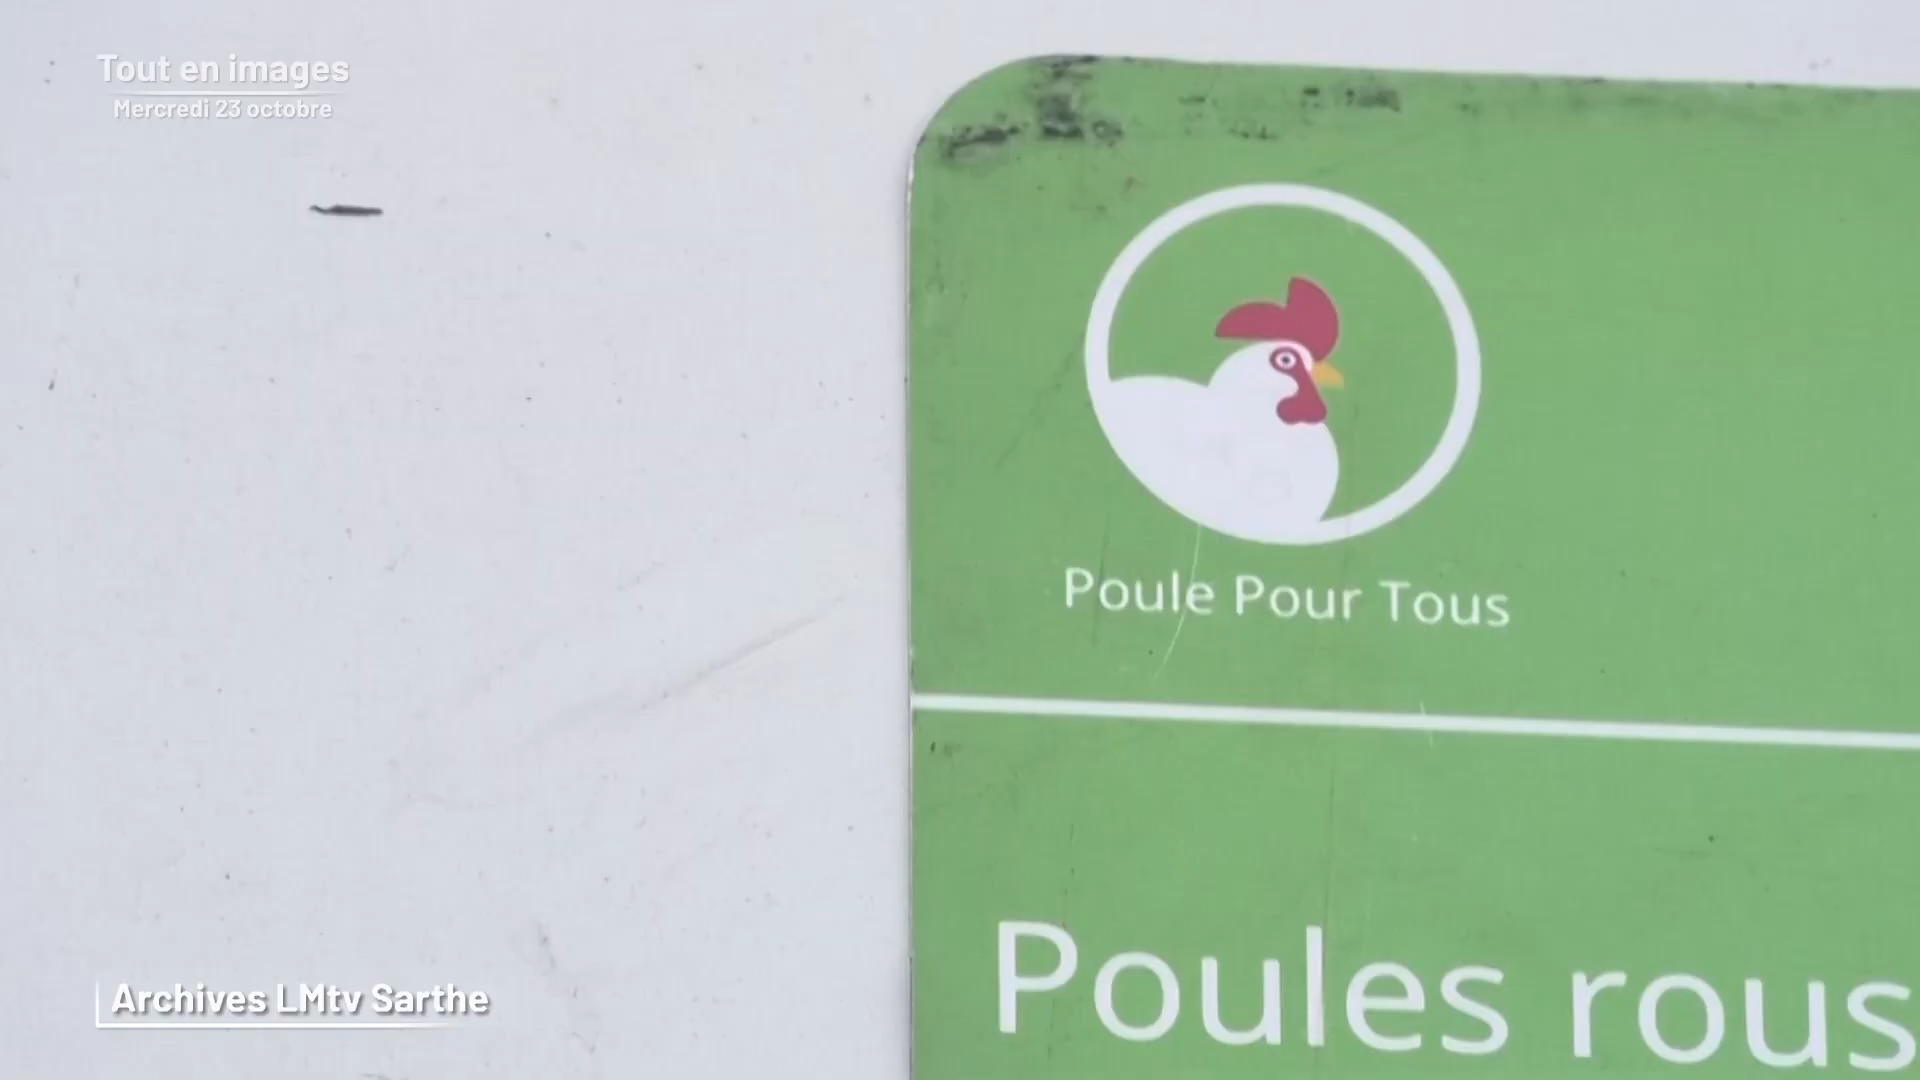 Tout en images
Mercredi 23 octobre
Poule Pour Tous
Poules rous
Archives LMtv Sarthe